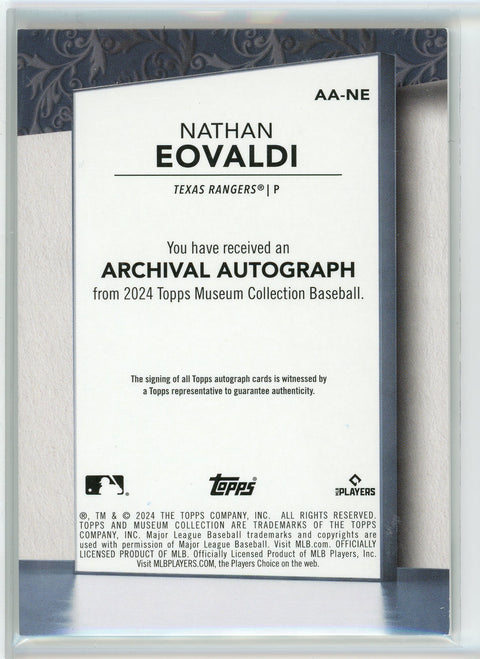 AA-NE
NATHAN
EOVALDI
TEXAS RANGERS® | P
You have received an
ARCHIVAL AUTOGRAPH
from 2024 Topps Museum Collection Baseball.
The signing of all Topps autograph cards is witnessed by
a Topps representative to guarantee authenticity.
topps
MLB PLAYERS
®, TM & © 2024 THE TOPPS COMPANY, INC. ALL RIGHTS RESERVED.
TOPPS AND MUSEUM COLLECTION ARE TRADEMARKS OF THE TOPPS
COMPANY, INC. Major League Baseball trademarks and copyrights are
used with permission of Major League Baseball. Visit MLB.com. OFFICIALLY
LICENSED PRODUCT OF MLB. Officially Licensed Product of MLB Players, Inc.
Visit MLBPLAYERS.COM, the Players Choice on the web.